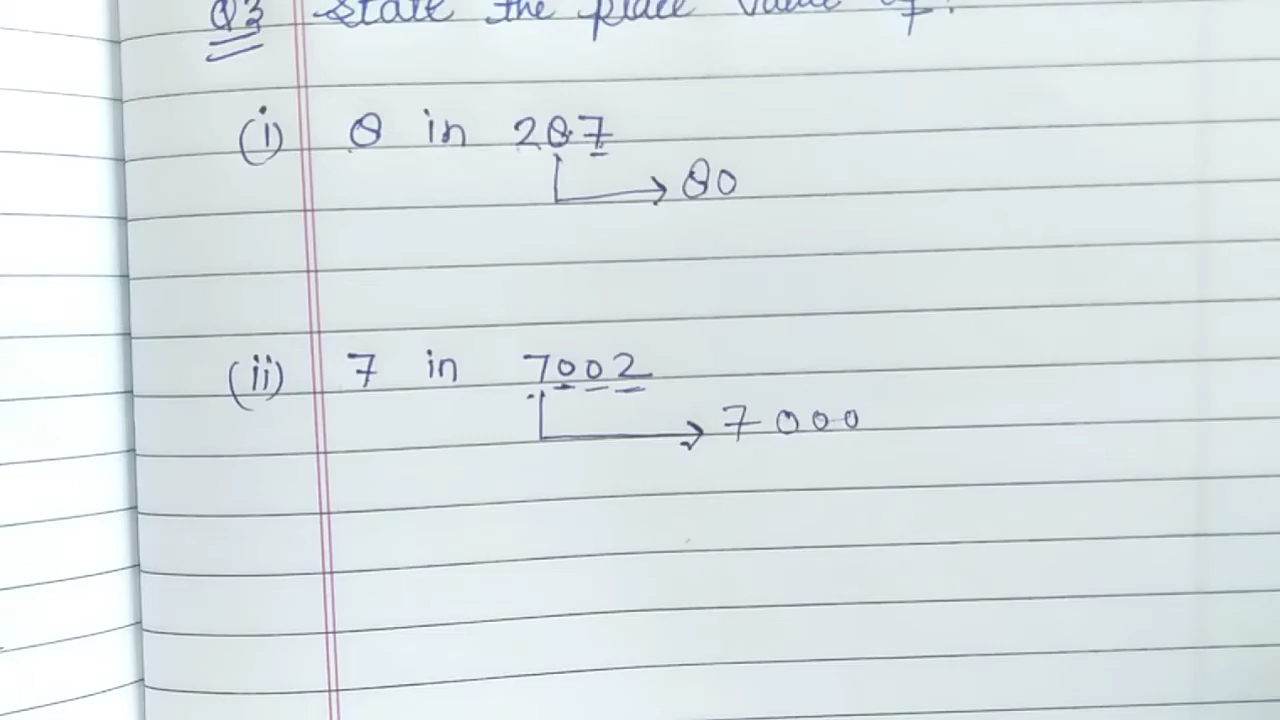 Q3 State the place value of :
(i) 8 in 287
80
(ii) 7 in 7002
7000